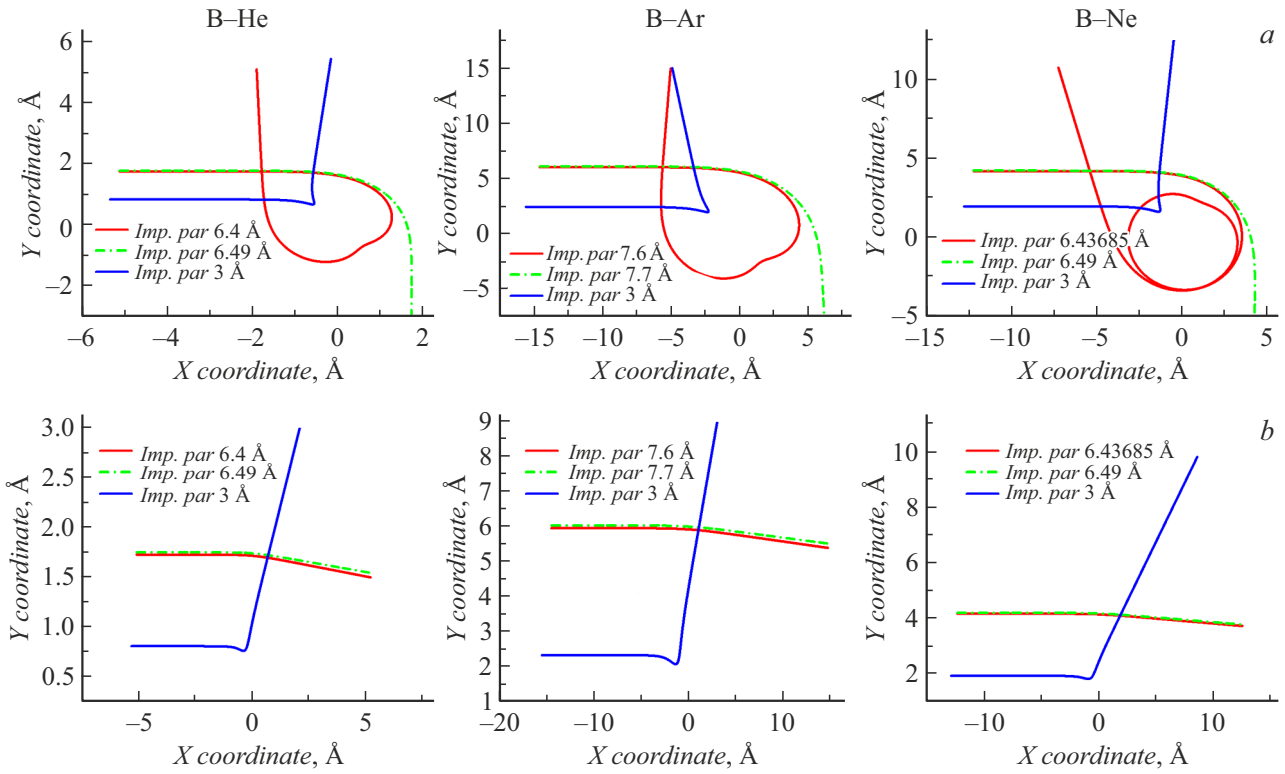 B–He
B–Ar
B–Ne
a
Y coordinate, Å
6
4
2
0
–2
Imp. par 6.4 Å
Imp. par 6.49 Å
Imp. par 3 Å
–6
–4
–2
0
2
X coordinate, Å
Y coordinate, Å
15
10
5
0
–5
Imp. par 7.6 Å
Imp. par 7.7 Å
Imp. par 3 Å
–15
–10
–5
0
5
X coordinate, Å
Y coordinate, Å
10
5
0
–5
Imp. par 6.43685 Å
Imp. par 6.49 Å
Imp. par 3 Å
–15
–10
–5
0
5
X coordinate, Å
b
Y coordinate, Å
3.0
2.5
2.0
1.5
1.0
0.5
Imp. par 6.4 Å
Imp. par 6.49 Å
Imp. par 3 Å
–5
0
5
X coordinate, Å
Y coordinate, Å
9
8
7
6
5
4
3
2
1
Imp. par 7.6 Å
Imp. par 7.7 Å
Imp. par 3 Å
–20
–10
0
10
X coordinate, Å
Y coordinate, Å
10
8
6
4
2
Imp. par 6.43685 Å
Imp. par 6.49 Å
Imp. par 3 Å
–10
0
10
X coordinate, Å